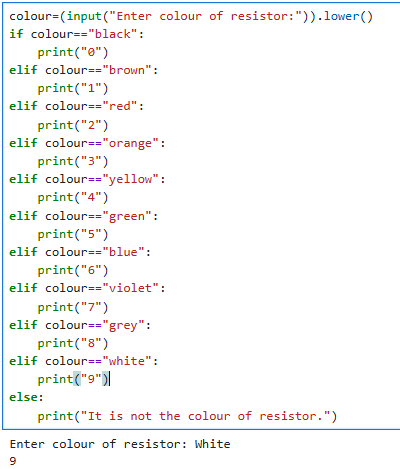 colour=(input("Enter colour of resistor:")).lower()
if colour=="black":
    print("0")
elif colour=="brown":
    print("1")
elif colour=="red":
    print("2")
elif colour=="orange":
    print("3")
elif colour=="yellow":
    print("4")
elif colour=="green":
    print("5")
elif colour=="blue":
    print("6")
elif colour=="violet":
    print("7")
elif colour=="grey":
    print("8")
elif colour=="white":
    print("9")
else:
    print("It is not the colour of resistor.")
Enter colour of resistor: White
9